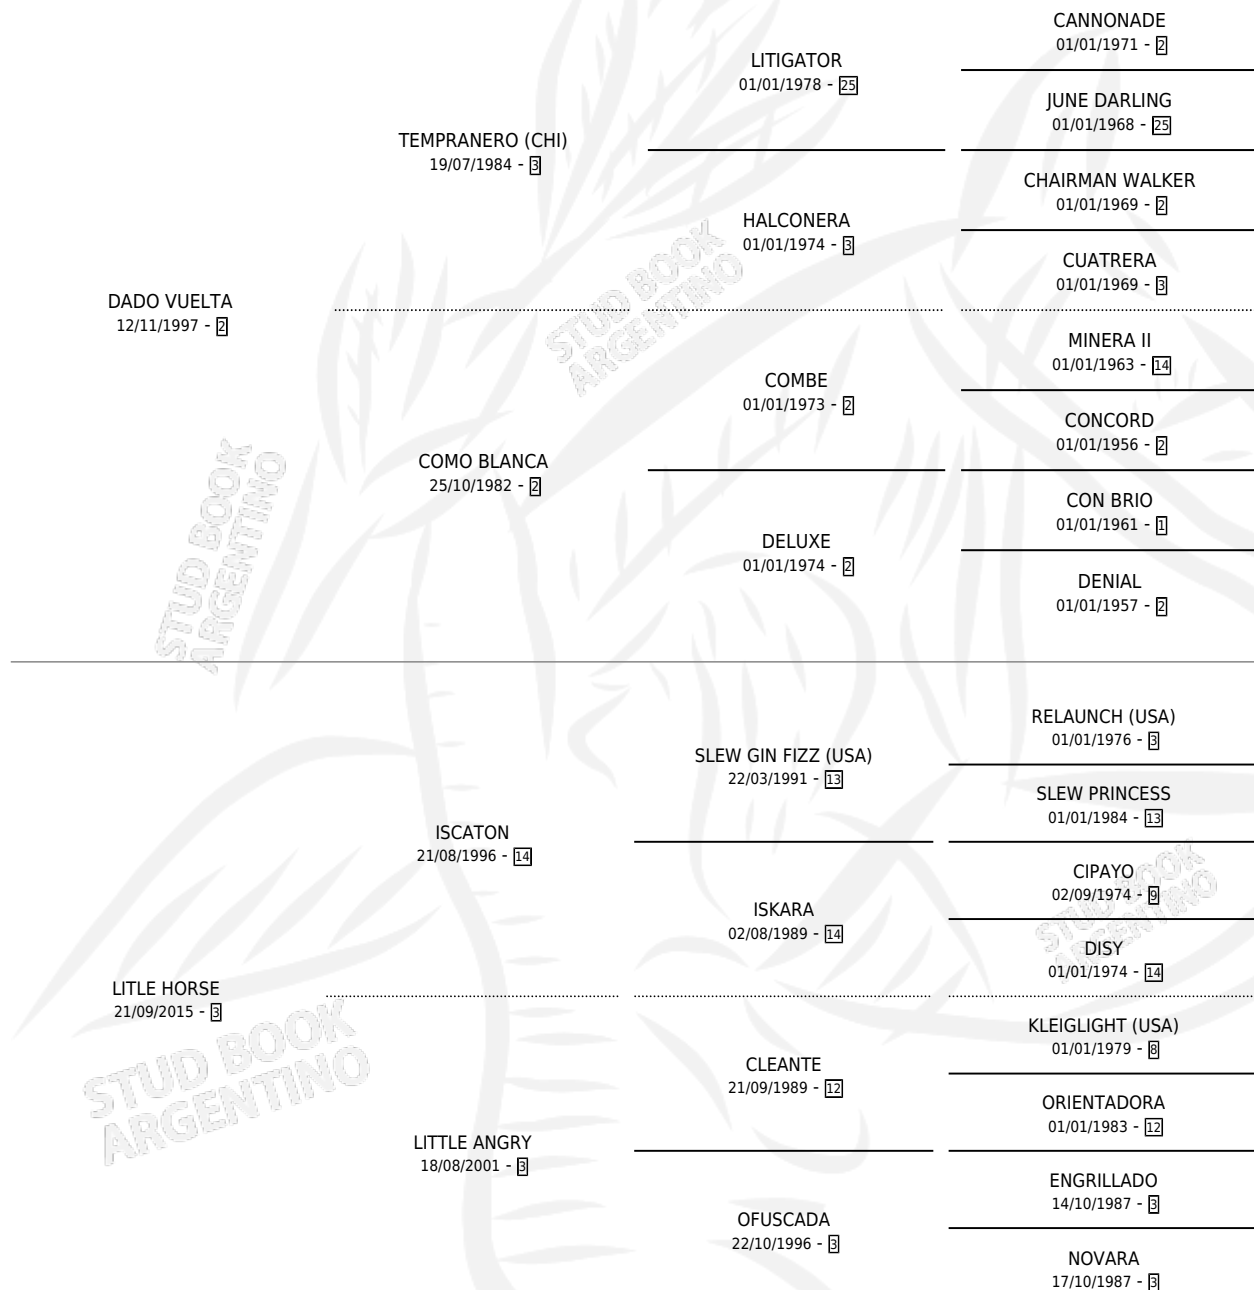 CANNONADE
01/01/1971 - 2
LITIGATOR
01/01/1978 - 25
JUNE DARLING
01/01/1968 - 25
TEMPRANERO (CHI)
19/07/1984 - 3
CHAIRMAN WALKER
01/01/1969 - 2
HALCONERA
01/01/1974 - 3
CUATRERA
01/01/1969 - 3
DADO VUELTA
12/11/1997 - 2
MINERA II
01/01/1963 - 14
COMBE
01/01/1973 - 2
CONCORD
01/01/1956 - 2
COMO BLANCA
25/10/1982 - 2
CON BRIO
01/01/1961 - 1
DELUXE
01/01/1974 - 2
DENIAL
01/01/1957 - 2
STUD BOOK
ARGENTINO
STUD BOOK
ARGENTINO
RELAUNCH (USA)
01/01/1976 - 3
SLEW GIN FIZZ (USA)
22/03/1991 - 13
SLEW PRINCESS
01/01/1984 - 13
ISCATON
21/08/1996 - 14
CIPAYO
02/09/1974 - 9
ISKARA
02/08/1989 - 14
DISY
01/01/1974 - 14
LITLE HORSE
21/09/2015 - 3
KLEIGLIGHT (USA)
01/01/1979 - 8
CLEANTE
21/09/1989 - 12
ORIENTADORA
01/01/1983 - 12
LITTLE ANGRY
18/08/2001 - 3
ENGRILLADO
14/10/1987 - 3
OFUSCADA
22/10/1996 - 3
NOVARA
17/10/1987 - 3
STUD BOOK
ARGENTINO
STUD BOOK
ARGENTINO